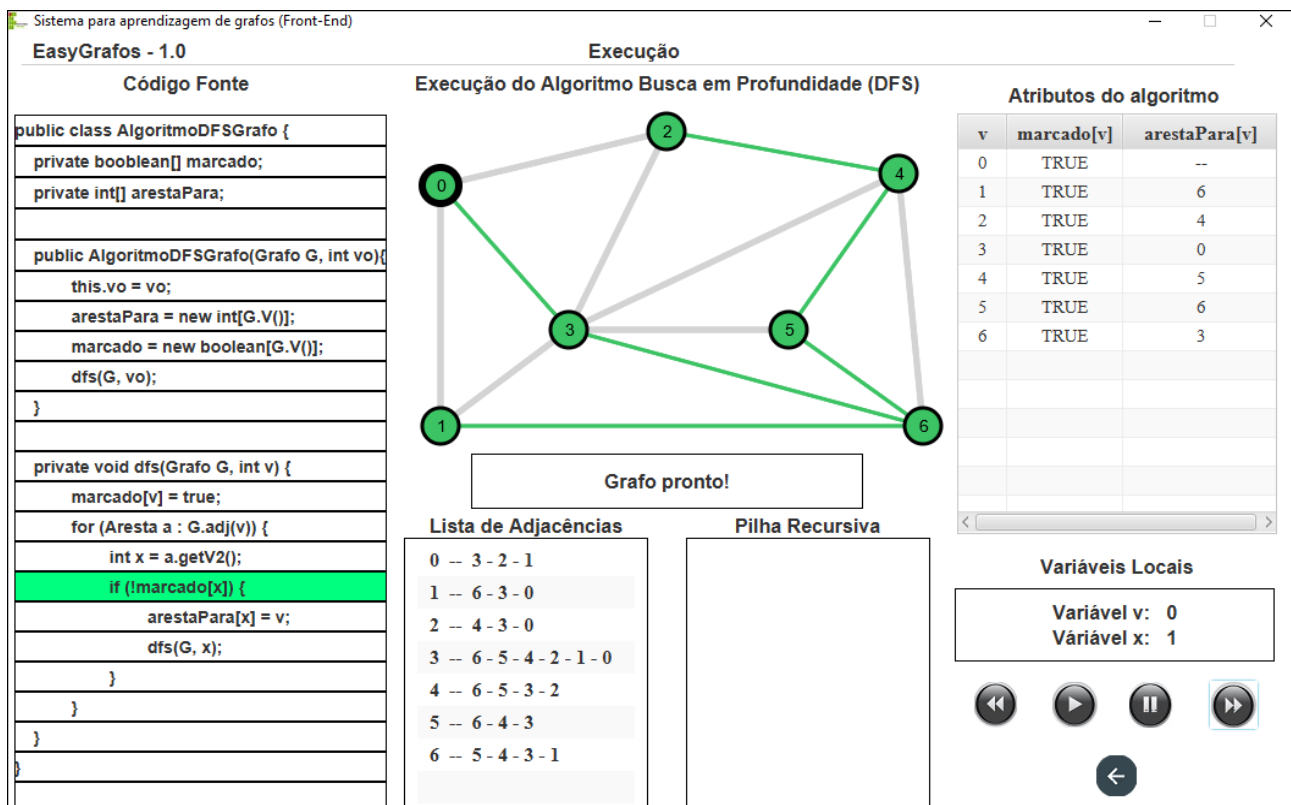 Sistema para aprendizagem de grafos (Front-End)
EasyGrafos - 1.0
Execução
Código Fonte
public class AlgoritmoDFSGrafo {
private booblean[] marcado;
private int[] arestaPara;
public AlgoritmoDFSGrafo(Grafo G, int vo){
this.vo = vo;
arestaPara = new int[G.V()];
marcado = new boolean[G.V()];
dfs(G, vo);
}
private void dfs(Grafo G, int v) {
marcado[v] = true;
for (Aresta a : G.adj(v)) {
int x = a.getV2();
if (!marcado[x]) {
arestaPara[x] = v;
dfs(G, x);
}
}
}
}
Execução do Algoritmo Busca em Profundidade (DFS)
2
4
0
3
5
1
6
Grafo pronto!
Lista de Adjacências
0 -- 3 - 2 - 1
1 -- 6 - 3 - 0
2 -- 4 - 3 - 0
3 -- 6 - 5 - 4 - 2 - 1 - 0
4 -- 6 - 5 - 3 - 2
5 -- 6 - 4 - 3
6 -- 5 - 4 - 3 - 1
Pilha Recursiva
Atributos do algoritmo
v marcado[v] arestaPara[v]
0 TRUE --
1 TRUE 6
2 TRUE 4
3 TRUE 0
4 TRUE 5
5 TRUE 6
6 TRUE 3
Variáveis Locais
Variável v: 0
Váriável x: 1